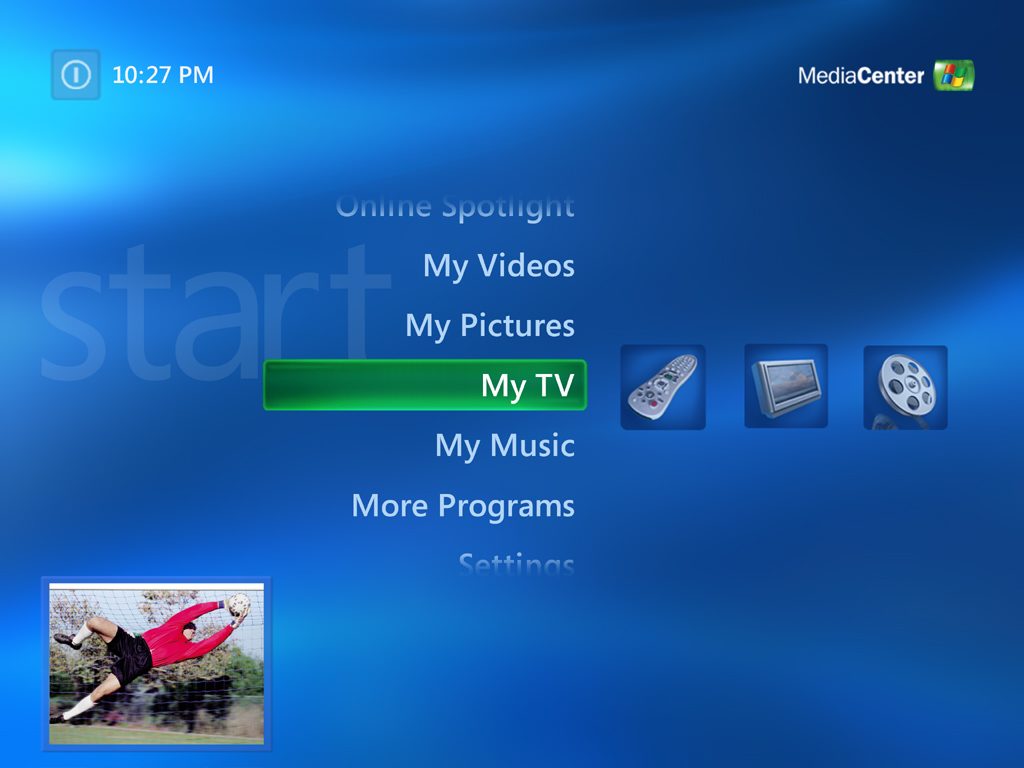 10:27 PM
MediaCenter
start
Online Spotlight
My Videos
My Pictures
My TV
My Music
More Programs
Settings